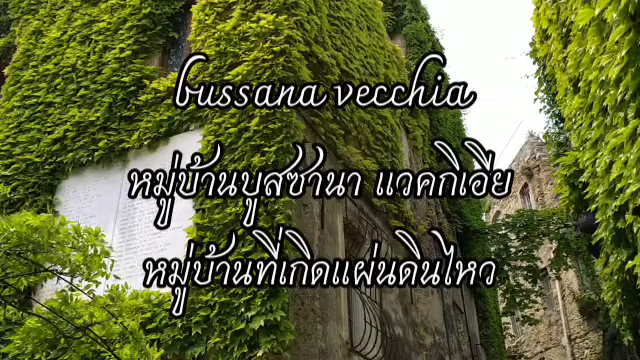 bussana vecchia
หมู่บ้านบูสซานา แวคกิเอีย
หมู่บ้านที่เกิดแผ่นดินไหว